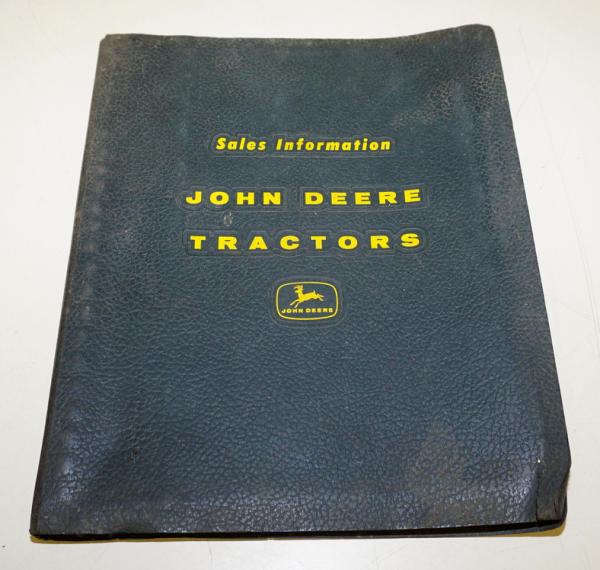 Sales Information
JOHN DEERE
TRACTORS
JOHN DEERE